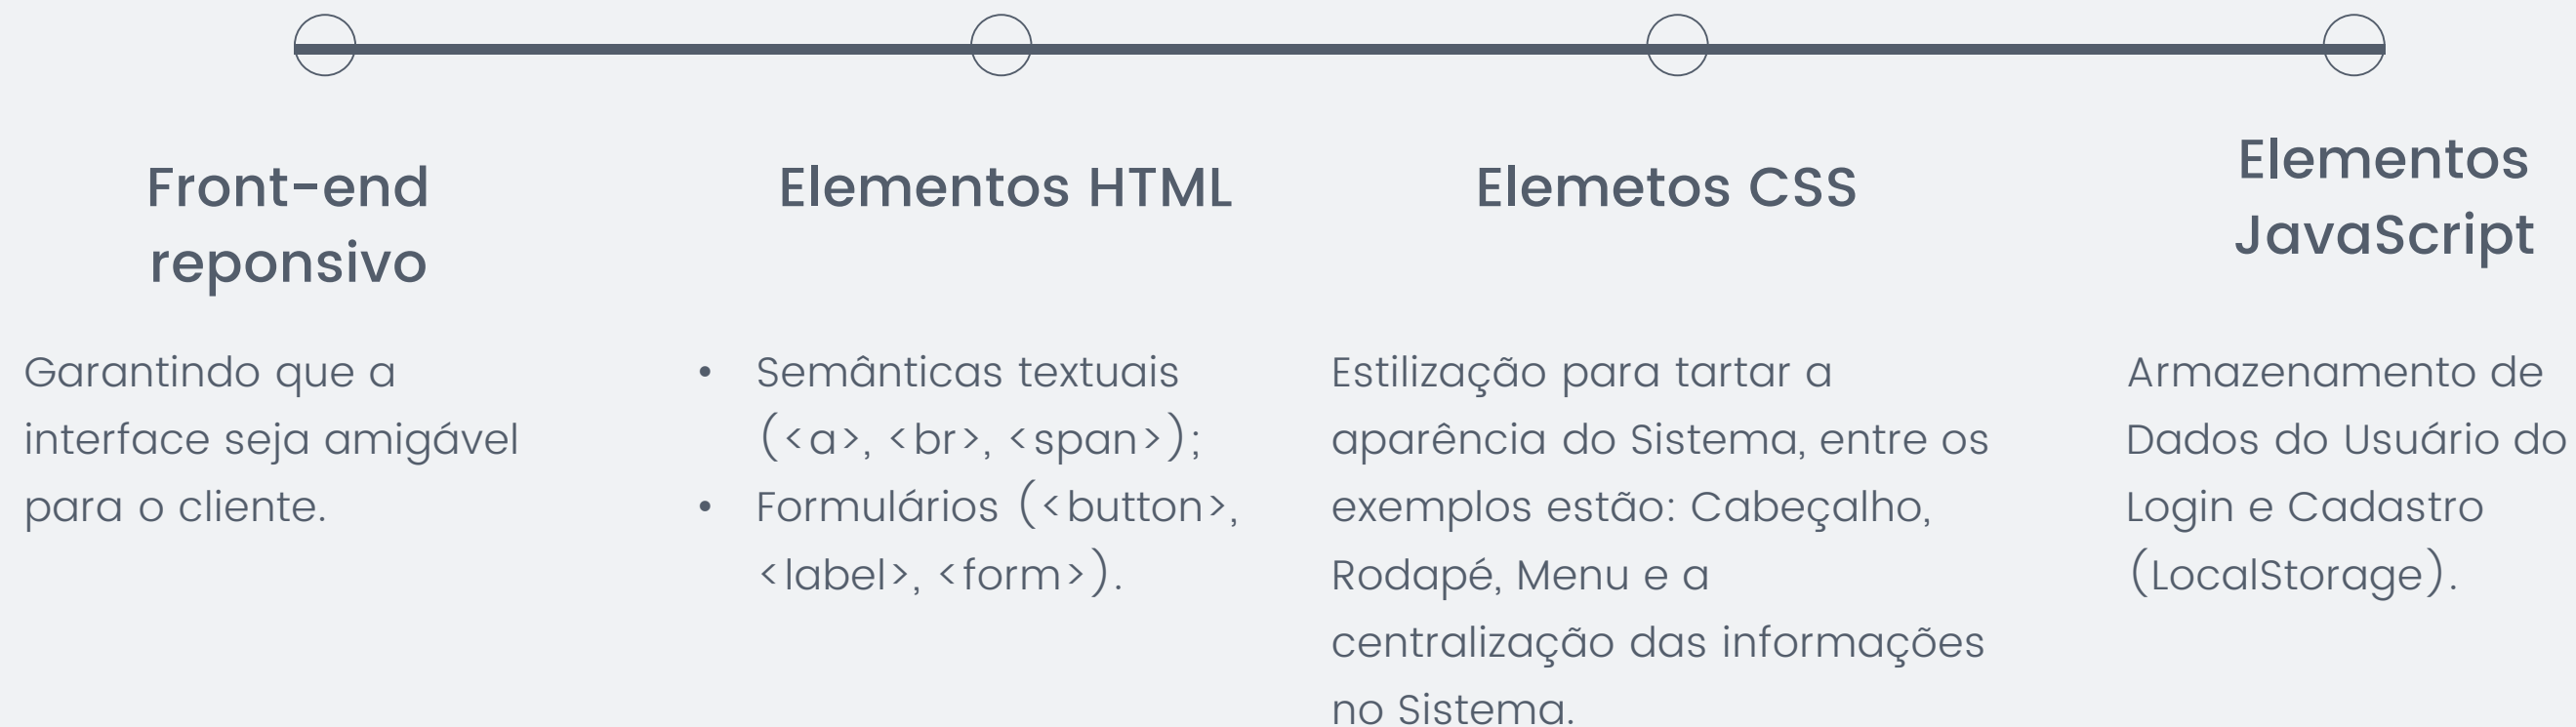 Front-end
reponsivo
Garantindo que a
interface seja amigável
para o cliente.
Elementos HTML
• Semânticas textuais
(<a>, <br>, <span>);
• Formulários (<button>,
<label>, <form>).
Elemetos CSS
Estilização para tartar a
aparência do Sistema, entre os
exemplos estão: Cabeçalho,
Rodapé, Menu e a
centralização das informações
no Sistema.
Elementos
JavaScript
Armazenamento de
Dados do Usuário do
Login e Cadastro
(LocalStorage).